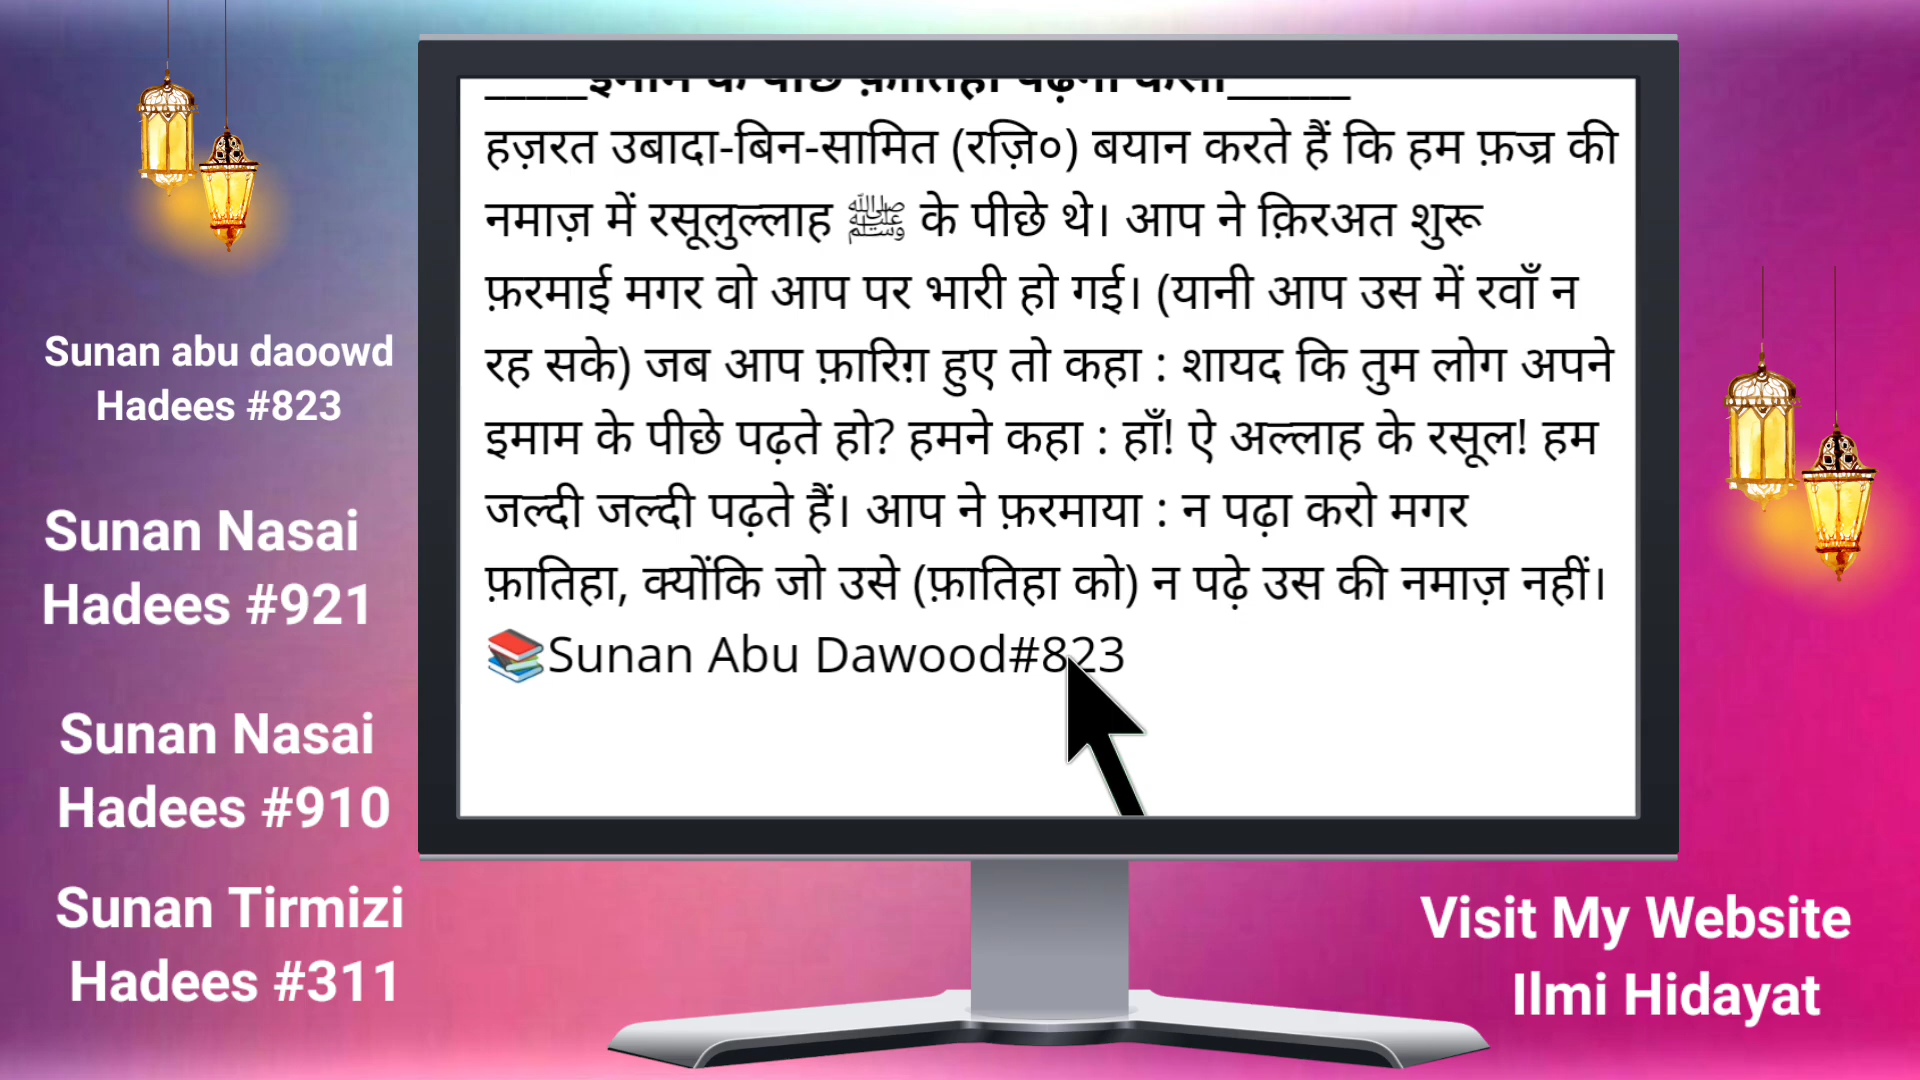 Sunan abu daoowd
Hadees #823
Sunan Nasai
Hadees #921
Sunan Nasai
Hadees #910
Sunan Tirmizi
Hadees #311
_____इमाम के पीछे फ़ातिहा पढ़ना कैसा______
हज़रत उबादा-बिन-सामित (रज़ि०) बयान करते हैं कि हम फ़ज्र की
नमाज़ में रसूलुल्लाह ﷺ के पीछे थे। आप ने क़िरअत शुरू
फ़रमाई मगर वो आप पर भारी हो गई। (यानी आप उस में रवाँ न
रह सके) जब आप फ़ारिग़ हुए तो कहा : शायद कि तुम लोग अपने
इमाम के पीछे पढ़ते हो? हमने कहा : हाँ! ऐ अल्लाह के रसूल! हम
जल्दी जल्दी पढ़ते हैं। आप ने फ़रमाया : न पढ़ा करो मगर
फ़ातिहा, क्योंकि जो उसे (फ़ातिहा को) न पढ़े उस की नमाज़ नहीं।
📚Sunan Abu Dawood#823
Visit My Website
Ilmi Hidayat